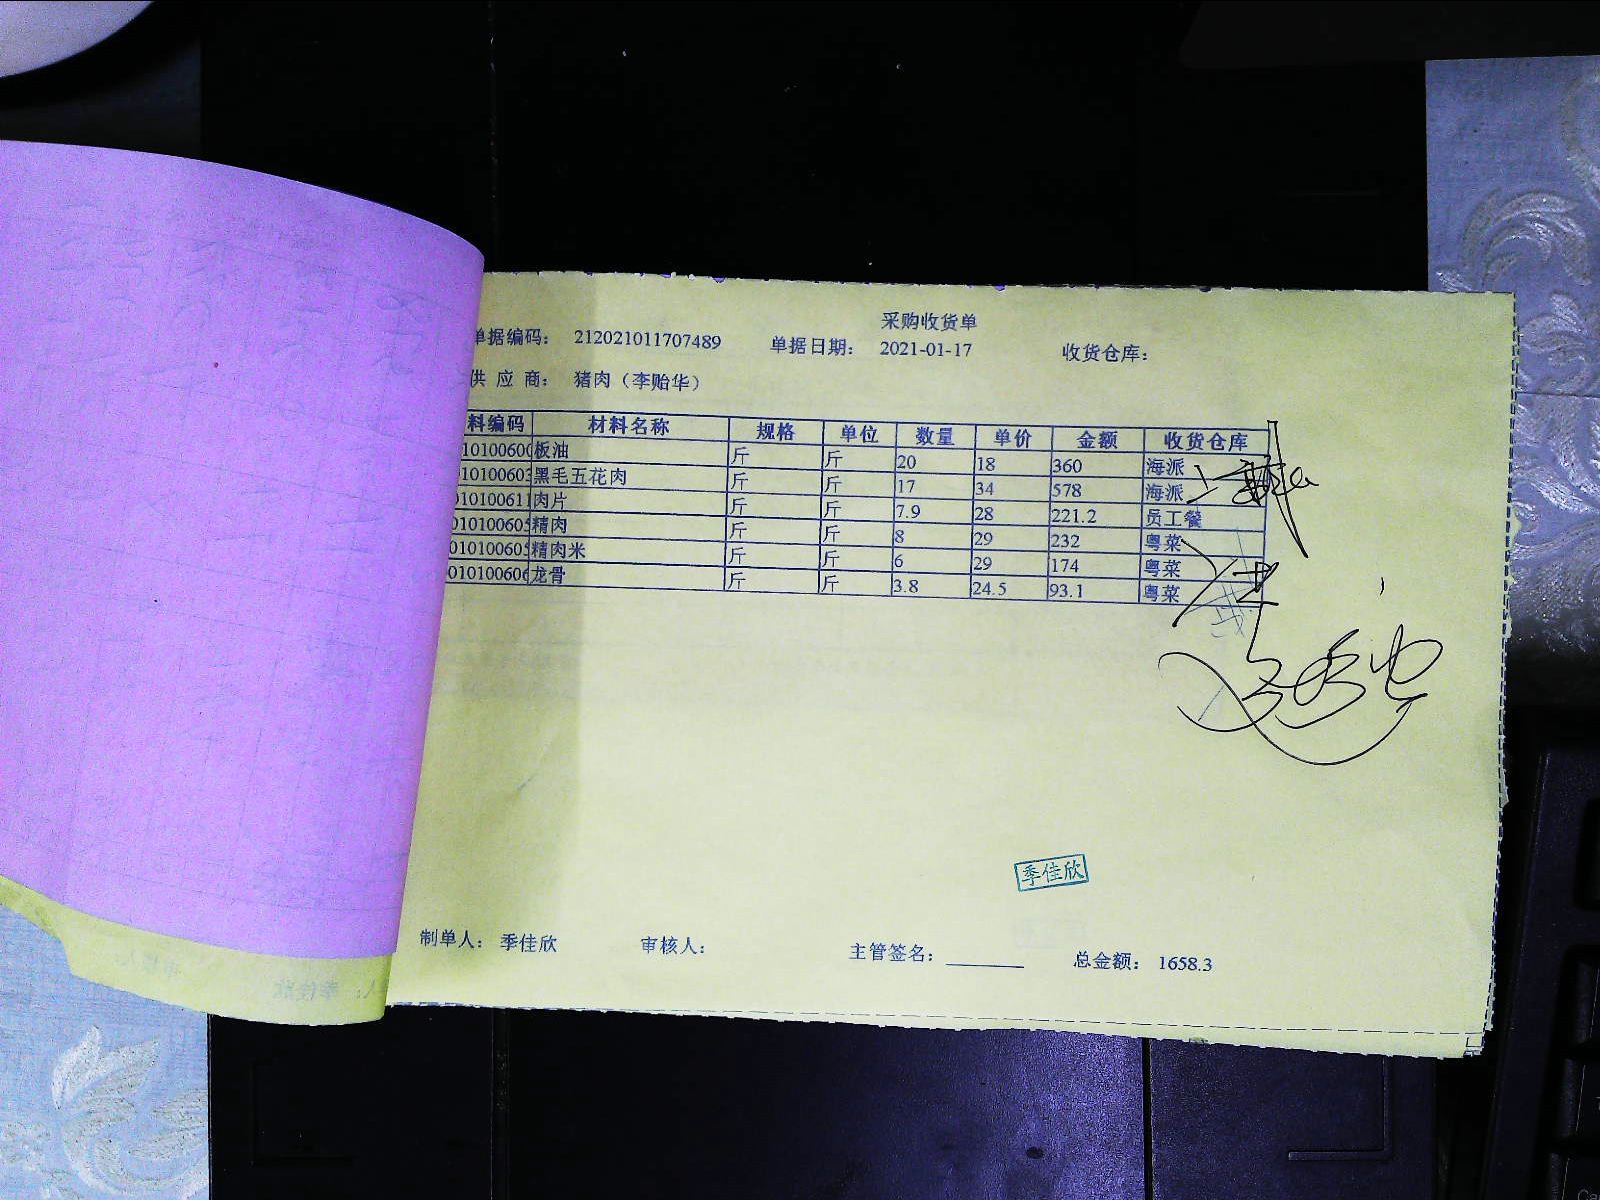 采购收货单
单据编码： 212021011707489 单据日期： 2021-01-17 收货仓库：
供 应 商： 猪肉（李贻华）
料编码 材料名称 规格 单位 数量 单价 金额 收货仓库
0101006 板油 斤 斤 20 18 360 海派
010100603 黑毛五花肉 斤 斤 17 34 578 海派
010100611 肉片 斤 斤 7.9 28 221.2 员工餐
010100605 精肉 斤 斤 8 29 232 粤菜
010100605 精肉米 斤 斤 6 29 174 粤菜
010100606 龙骨 斤 斤 3.8 24.5 93.1 粤菜
季佳欣
制单人： 季佳欣 审核人： 主管签名： 总金额： 1658.3